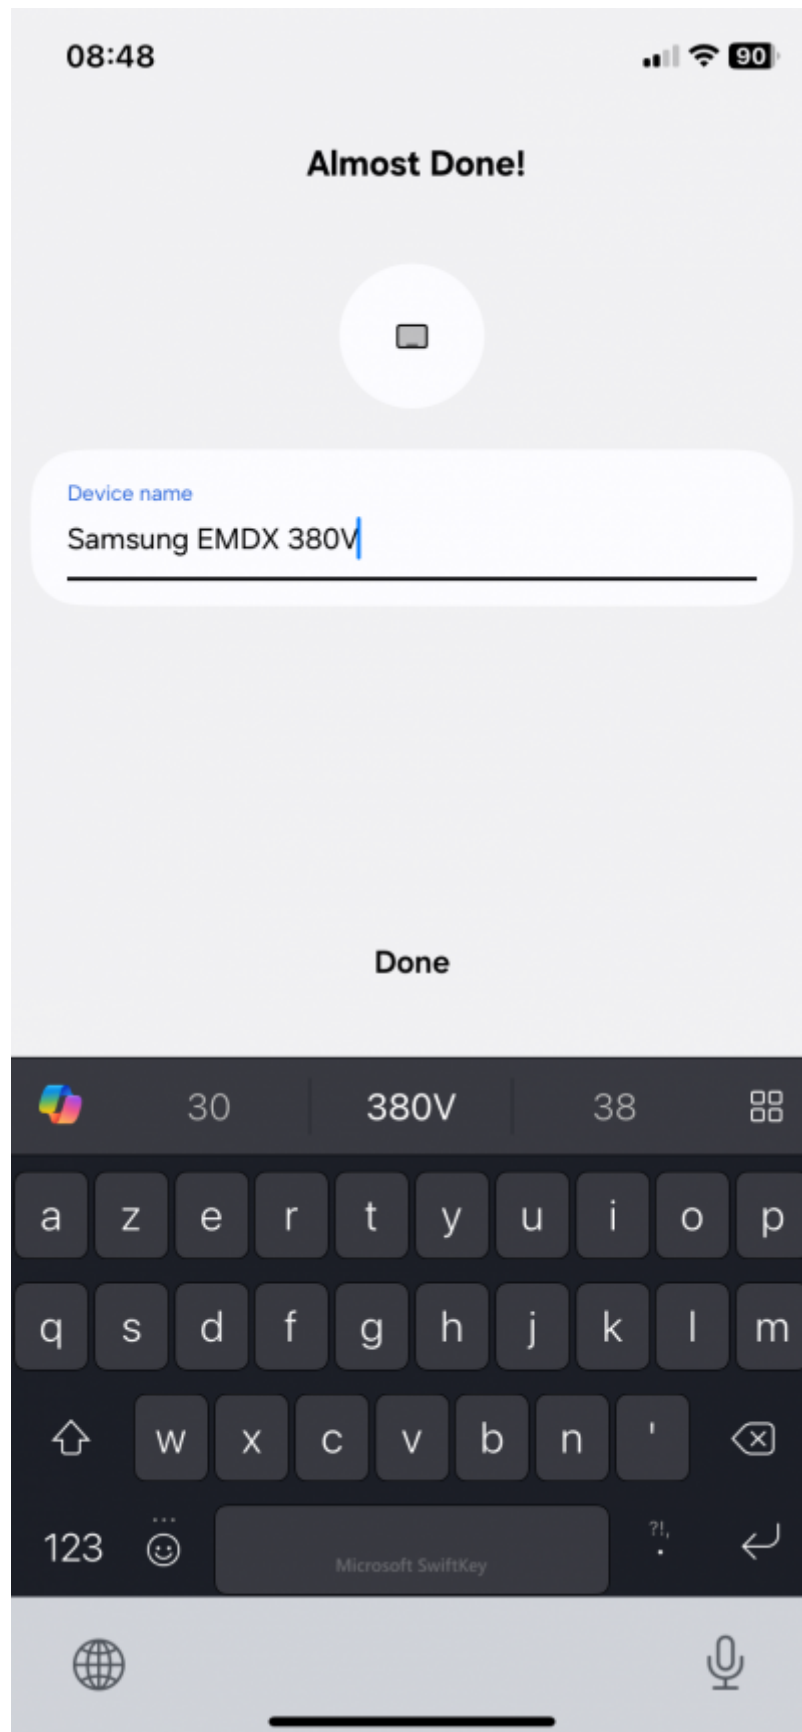 08:48
90
Almost Done!
Device name
Samsung EMDX 380V
Done
30 380V 38
a z e r t y u i o p
q s d f g h j k l m
w x c v b n '
123 ?!, .
Microsoft SwiftKey